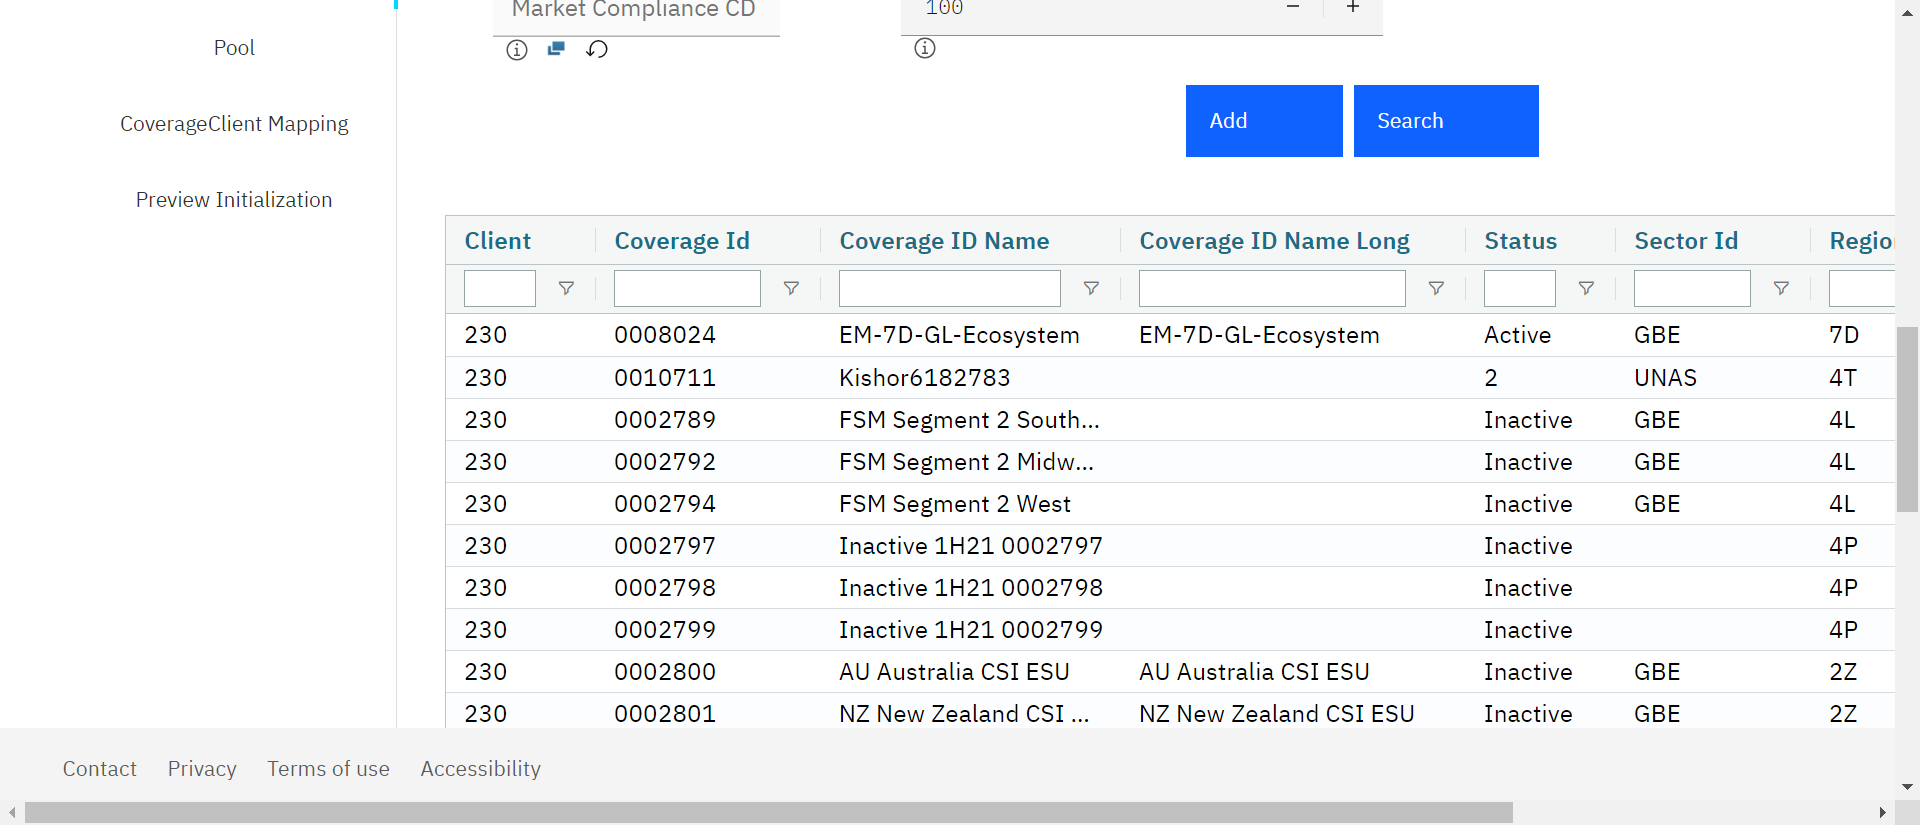 Market Compliance CD
100
Pool
CoverageClient Mapping
Preview Initialization
Add
Search
Client Coverage Id Coverage ID Name Coverage ID Name Long Status Sector Id
230 0008024 EM-7D-GL-Ecosystem EM-7D-GL-Ecosystem Active GBE 7D
230 0010711 Kishor6182783 2 UNAS 4T
230 0002789 FSM Segment 2 South... Inactive GBE 4L
230 0002792 FSM Segment 2 Midw... Inactive GBE 4L
230 0002794 FSM Segment 2 West Inactive GBE 4L
230 0002797 Inactive 1H21 0002797 Inactive 4P
230 0002798 Inactive 1H21 0002798 Inactive 4P
230 0002799 Inactive 1H21 0002799 Inactive 4P
230 0002800 AU Australia CSI ESU AU Australia CSI ESU Inactive GBE 2Z
230 0002801 NZ New Zealand CSI ... NZ New Zealand CSI ESU Inactive GBE 2Z
Contact Privacy Terms of use Accessibility